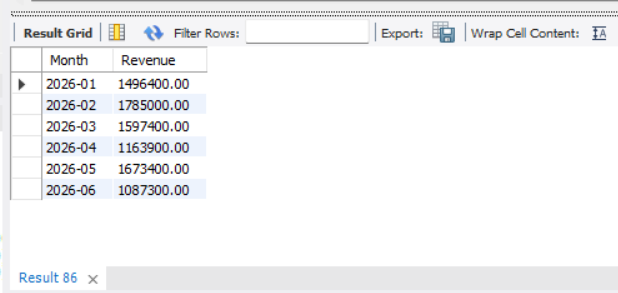 Result Grid Filter Rows: Export: Wrap Cell Content: IA
Month Revenue
2026-01 1496400.00
2026-02 1785000.00
2026-03 1597400.00
2026-04 1163900.00
2026-05 1673400.00
2026-06 1087300.00
Result 86 ×